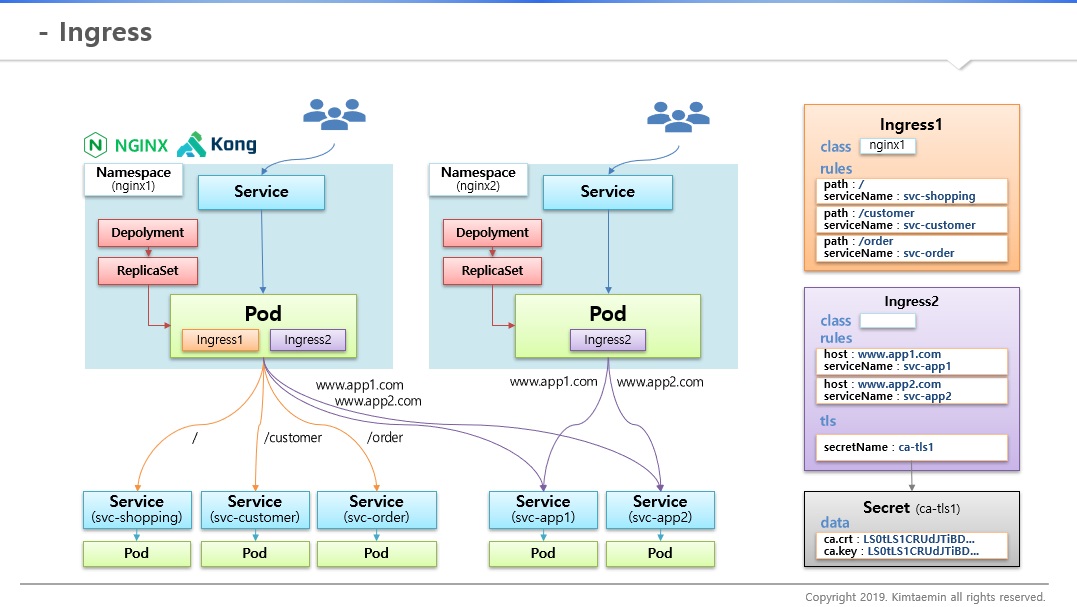 - Ingress
NGINX Kong
Namespace
(nginx1)
Service
Depolyment
ReplicaSet
Pod
Ingress1 Ingress2
Namespace
(nginx2)
Service
Depolyment
ReplicaSet
Pod
Ingress2
www.app1.com
www.app2.com
www.app1.com www.app2.com
/ /customer /order
Service
(svc-shopping)
Pod
Service
(svc-customer)
Pod
Service
(svc-order)
Pod
Service
(svc-app1)
Pod
Service
(svc-app2)
Pod
Ingress1
class nginx1
rules
path : /
serviceName : svc-shopping
path : /customer
serviceName : svc-customer
path : /order
serviceName : svc-order
Ingress2
class
rules
host : www.app1.com
serviceName : svc-app1
host : www.app2.com
serviceName : svc-app2
tls
secretName : ca-tls1
Secret (ca-tls1)
data
ca.crt : LS0tLS1CRUdJTiBD...
ca.key : LS0tLS1CRUdJTiBD...
Copyright 2019. Kimtaemin all rights reserved.